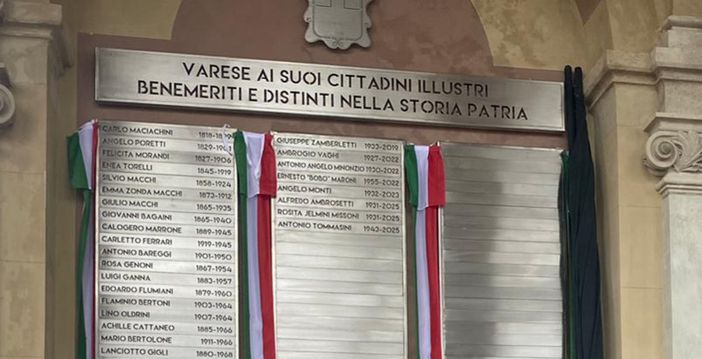 VARESE AI SUOI CITTADINI ILLUSTRI
BENEMERITI E DISTINTI NELLA STORIA PATRIA
CARLO MACIACHINI 1818-1899
ANGELO PORETTI 1829-1901
FELICITA MORANDI 1827-1906
ENEA TORELLI 1845-1919
SILVIO MACCHI 1858-1924
EMMA ZONDA MACCHI 1873-1912
GIULIO MACCHI 1865-1935
GIOVANNI BAGAINI 1865-1940
CALOGERO MARRONE 1889-1945
CARLETTO FERRARI 1919-1945
ANTONIO BAREGGI 1901-1950
ROSA GENONI 1867-1954
LUIGI GANNA 1883-1957
EDOARDO FLUMIANI 1879-1960
FLAMINIO BERTONI 1903-1964
LINO OLDRINI 1907-1964
ACHILLE CATTANEO 1885-1966
MARIO BERTOLONE 1911-1966
LANCIOTTO GIGLI 1880-1968
GIUSEPPE ZAMBERLETTI 1933-2019
AMBROGIO VAGHI 1927-2022
ANTONIO ANGELO 1930-2022
ERNESTO "BOBO" MARONI 1955-2022
ANGELO MONTI 1932-2023
ALFREDO AMBROSETTI 1931-2025
ROSITA JELMINI MISSONI 1931-2025
ANTONIO TOMMASINI 1943-2025